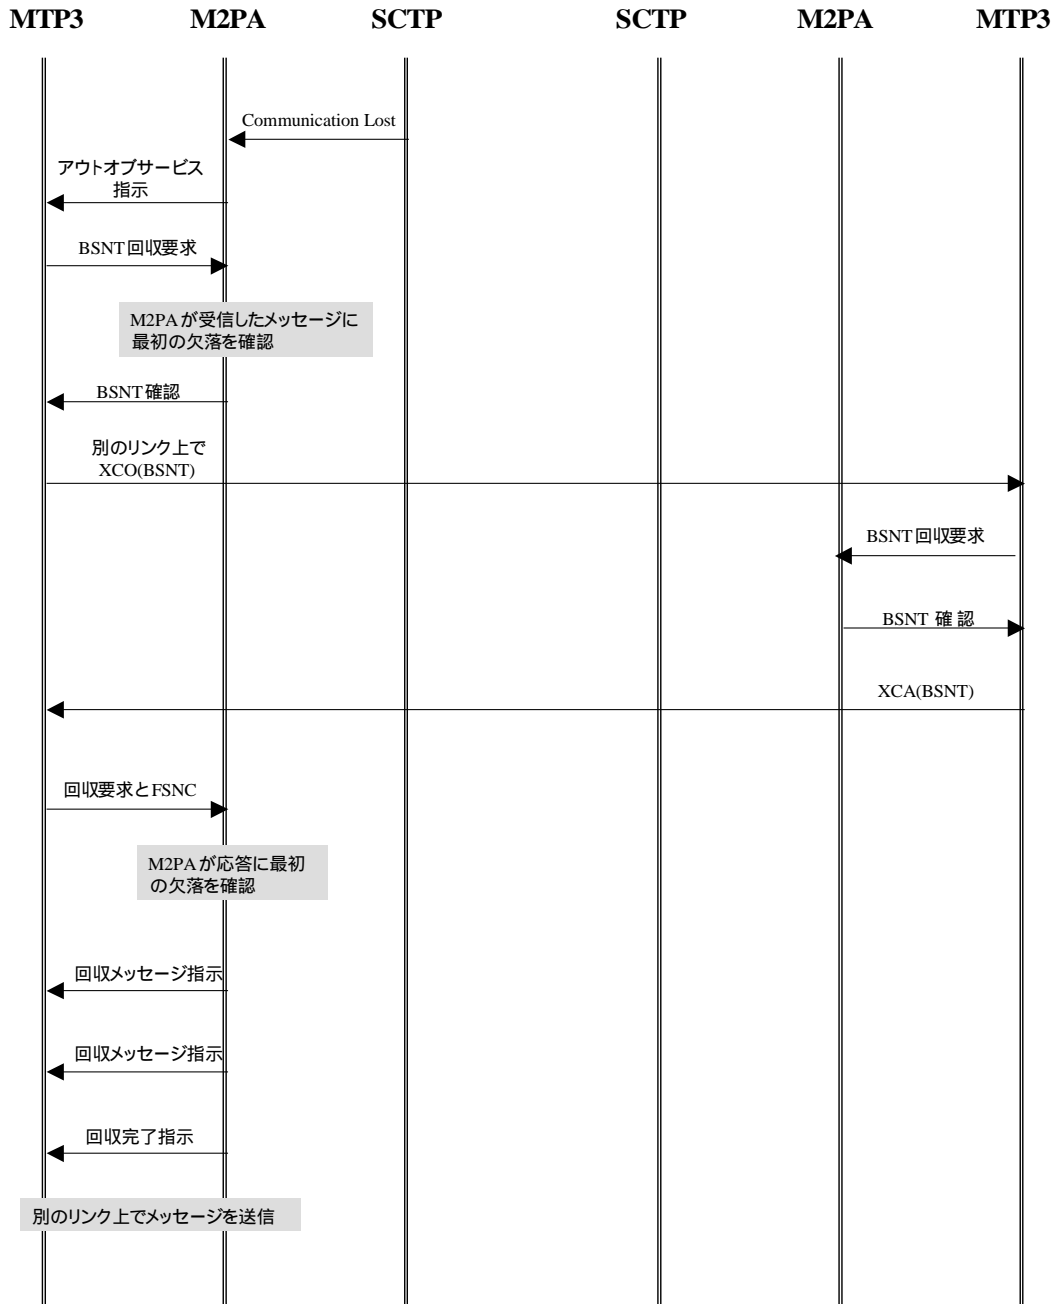 MTP3 M2PA SCTP SCTP M2PA MTP3
Communication Lost
アウトオブサービス
指示
BSNT回収要求
M2PAが受信したメッセージに
最初の欠落を確認
BSNT確認
別のリンク上で
XCO(BSNT)
BSNT回収要求
BSNT 確 認
XCA(BSNT)
回収要求とFSNC
M2PAが応答に最初
の欠落を確認
回収メッセージ指示
回収メッセージ指示
回収完了指示
別のリンク上でメッセージを送信